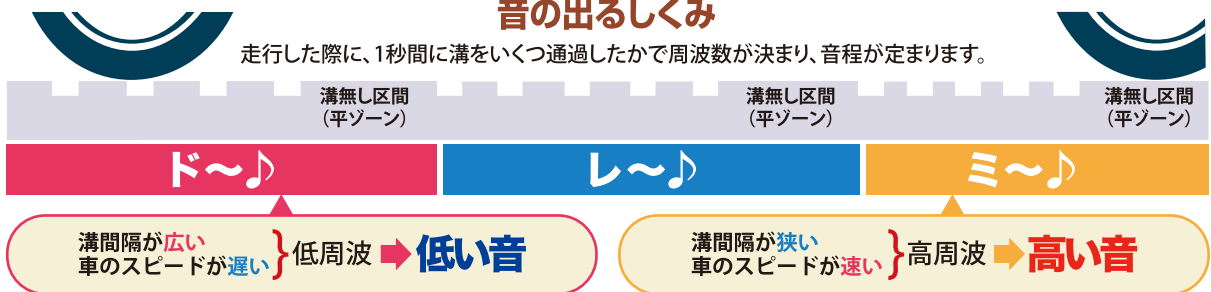 音の出るしくみ
走行した際に、1秒間に溝をいくつ通過したかで周波数が決まり、音程が定まります。
溝無し区間
（平ゾーン）
溝無し区間
（平ゾーン）
溝無し区間
（平ゾーン）
ド〜♪
レ〜♪
ミ〜♪
溝間隔が広い
車のスピードが遅い
}低周波➡低い音
溝間隔が狭い
車のスピードが速い
}高周波➡高い音